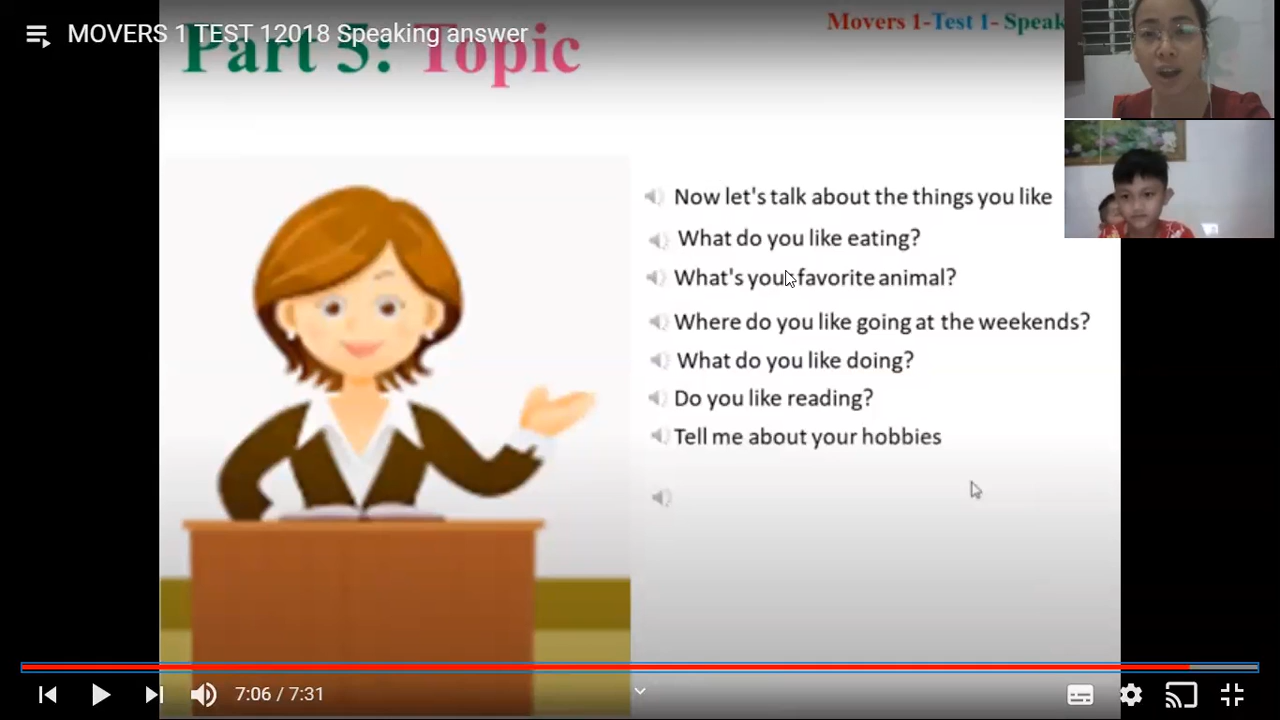 MOVERS 1 TEST 12018 Speaking answer
Movers 1-Test 1- Speak
Part 5: Topic
Now let's talk about the things you like
What do you like eating?
What's your favorite animal?
Where do you like going at the weekends?
What do you like doing?
Do you like reading?
Tell me about your hobbies
7:06 / 7:31